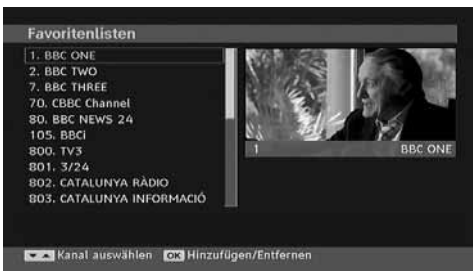 Favoritenlisten
1. BBC ONE
2. BBC TWO
7. BBC THREE
70. CBBC Channel
80. BBC NEWS 24
105. BBCi
800. TV3
801. 3/24
802. CATALUNYA RÀDIO
803. CATALUNYA INFORMACIÓ
1 BBC ONE
Kanal auswählen OK Hinzufügen/Entfernen